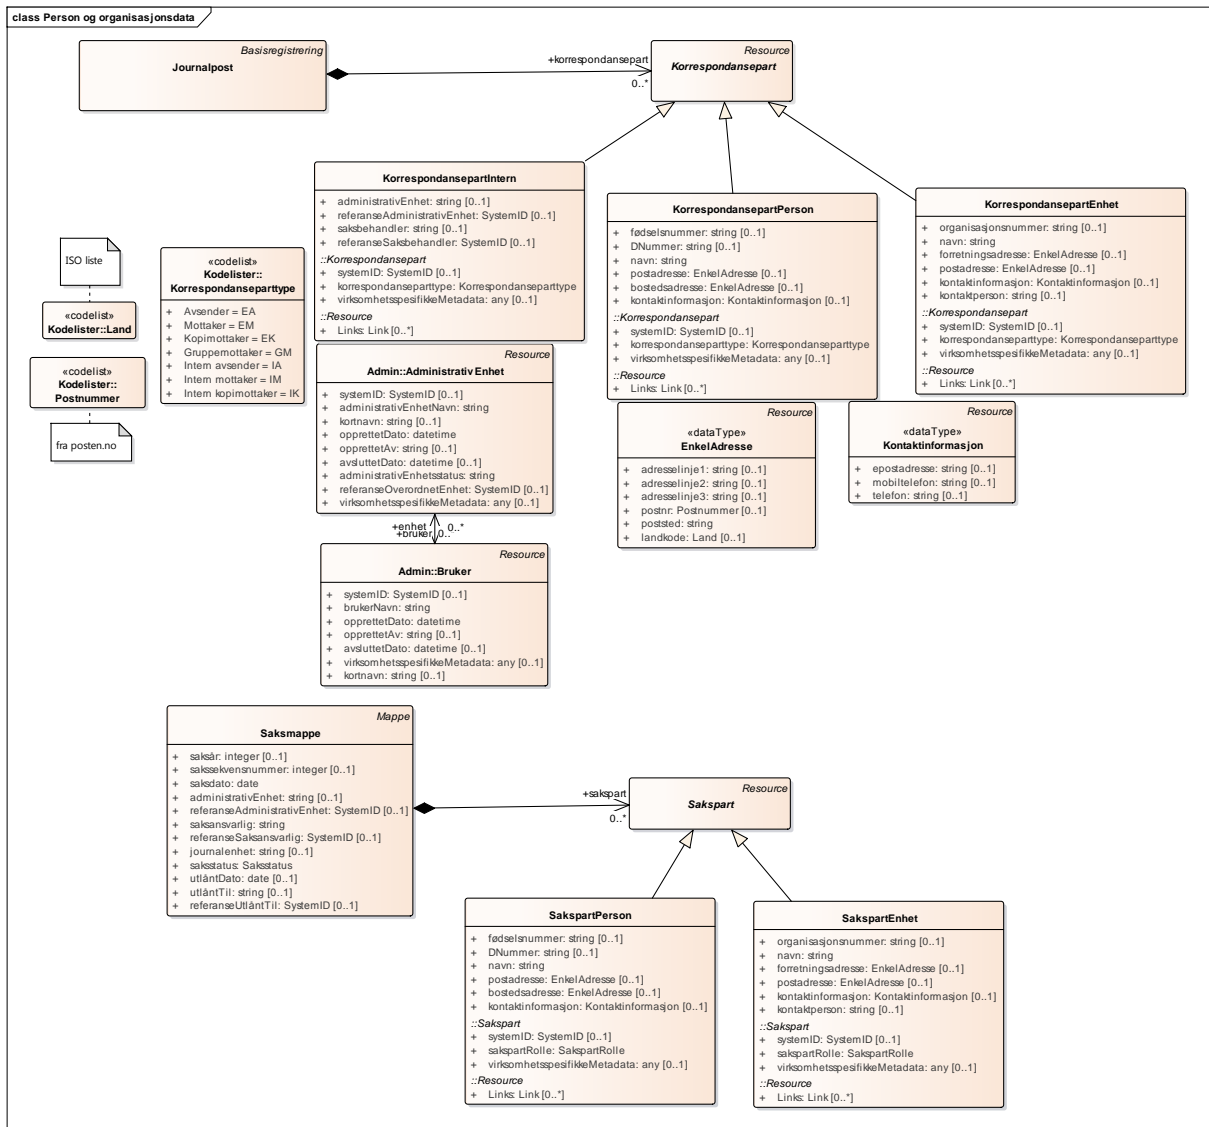 class Person og organisasjonsdata
Basisregistrering
Journalpost
+korrespondansepart
0..*
Resource
Korrespondansepart
KorrespondansepartIntern
+ administrativEnhet: string [0..1]
+ referanseAdministrativEnhet: SystemID [0..1]
+ saksbehandler: string [0..1]
+ referanseSaksbehandler: SystemID [0..1]
::Korrespondansepart
+ systemID: SystemID [0..1]
+ korrespondanseparttype: Korrespondanseparttype
+ virksomhetsspesifikkeMetadata: any [0..1]
::Resource
+ Links: Link [0..*]
KorrespondansepartPerson
+ fødselsnummer: string [0..1]
+ DNummer: string [0..1]
+ navn: string
+ postadresse: EnkelAdresse [0..1]
+ bostedsadresse: EnkelAdresse [0..1]
+ kontaktinformasjon: Kontaktinformasjon [0..1]
::Korrespondansepart
+ systemID: SystemID [0..1]
+ korrespondanseparttype: Korrespondanseparttype
+ virksomhetsspesifikkeMetadata: any [0..1]
::Resource
+ Links: Link [0..*]
KorrespondansepartEnhet
+ organisasjonsnummer: string [0..1]
+ navn: string
+ forretningsadresse: EnkelAdresse [0..1]
+ postadresse: EnkelAdresse [0..1]
+ kontaktinformasjon: Kontaktinformasjon [0..1]
+ kontaktperson: string [0..1]
::Korrespondansepart
+ systemID: SystemID [0..1]
+ korrespondanseparttype: Korrespondanseparttype
+ virksomhetsspesifikkeMetadata: any [0..1]
::Resource
+ Links: Link [0..*]
ISO liste
«codelist»
Kodelister::Land
«codelist»
Kodelister::
Postnummer
fra posten.no
«codelist»
Kodelister::
Korrespondanseparttype
+ Avsender = EA
+ Mottaker = EM
+ Kopimottaker = EK
+ Gruppemottaker = GM
+ Intern avsender = IA
+ Intern mottaker = IM
+ Intern kopimottaker = IK
Resource
Admin::AdministrativEnhet
+ systemID: SystemID [0..1]
+ administrativEnhetNavn: string
+ kortnavn: string [0..1]
+ opprettetDato: datetime
+ opprettetAv: string [0..1]
+ avsluttetDato: datetime [0..1]
+ administrativEnhetsstatus: string
+ referanseOverordnetEnhet: SystemID [0..1]
+ virksomhetsspesifikkeMetadata: any [0..1]
+enhet 0..*
+bruker 0..*
Resource
Admin::Bruker
+ systemID: SystemID [0..1]
+ brukerNavn: string
+ opprettetDato: datetime
+ opprettetAv: string [0..1]
+ avsluttetDato: datetime [0..1]
+ virksomhetsspesifikkeMetadata: any [0..1]
+ kortnavn: string [0..1]
Resource
«dataType»
EnkelAdresse
+ adresselinje1: string [0..1]
+ adresselinje2: string [0..1]
+ adresselinje3: string [0..1]
+ postnr: Postnummer [0..1]
+ poststed: string
+ landkode: Land [0..1]
Resource
«dataType»
Kontaktinformasjon
+ epostadresse: string [0..1]
+ mobiltelefon: string [0..1]
+ telefon: string [0..1]
Mappe
Saksmappe
+ saksår: integer [0..1]
+ sakssekvensnummer: integer [0..1]
+ saksdato: date
+ administrativEnhet: string [0..1]
+ referanseAdministrativEnhet: SystemID [0..1]
+ saksansvarlig: string
+ referanseSaksansvarlig: SystemID [0..1]
+ journalenhet: string [0..1]
+ saksstatus: Saksstatus
+ utlåntDato: date [0..1]
+ utlåntTil: string [0..1]
+ referanseUtlåntTil: SystemID [0..1]
+sakspart
0..*
Resource
Sakspart
SakspartPerson
+ fødselsnummer: string [0..1]
+ DNummer: string [0..1]
+ navn: string
+ postadresse: EnkelAdresse [0..1]
+ bostedsadresse: EnkelAdresse [0..1]
+ kontaktinformasjon: Kontaktinformasjon [0..1]
::Sakspart
+ systemID: SystemID [0..1]
+ sakspartRolle: SakspartRolle
+ virksomhetsspesifikkeMetadata: any [0..1]
::Resource
+ Links: Link [0..*]
SakspartEnhet
+ organisasjonsnummer: string [0..1]
+ navn: string
+ forretningsadresse: EnkelAdresse [0..1]
+ postadresse: EnkelAdresse [0..1]
+ kontaktinformasjon: Kontaktinformasjon [0..1]
+ kontaktperson: string [0..1]
::Sakspart
+ systemID: SystemID [0..1]
+ sakspartRolle: SakspartRolle
+ virksomhetsspesifikkeMetadata: any [0..1]
::Resource
+ Links: Link [0..*]